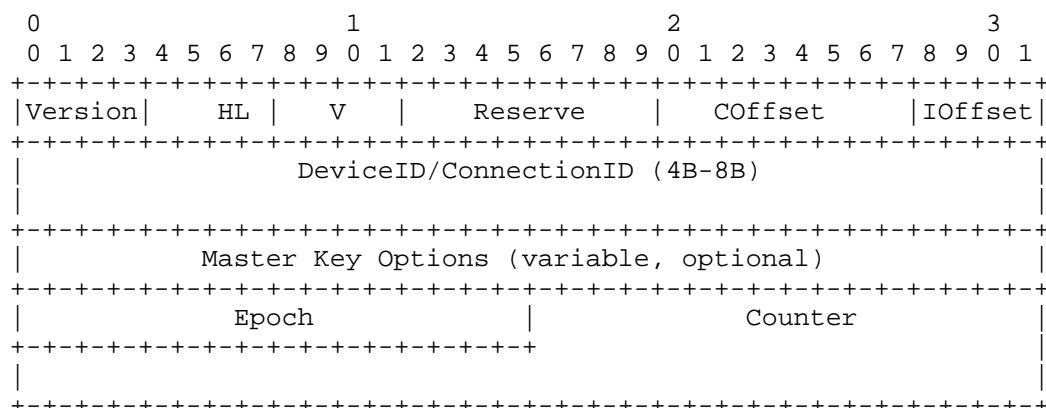 0                   1                   2                   3
 0 1 2 3 4 5 6 7 8 9 0 1 2 3 4 5 6 7 8 9 0 1 2 3 4 5 6 7 8 9 0 1
+-+-+-+-+-+-+-+-+-+-+-+-+-+-+-+-+-+-+-+-+-+-+-+-+-+-+-+-+-+-+-+-+
|Version|    HL |   V   |    Reserve    |   COffset     |IOffset|
+-+-+-+-+-+-+-+-+-+-+-+-+-+-+-+-+-+-+-+-+-+-+-+-+-+-+-+-+-+-+-+-+
|                 DeviceID/ConnectionID (4B-8B)                 |
|                                                               |
+-+-+-+-+-+-+-+-+-+-+-+-+-+-+-+-+-+-+-+-+-+-+-+-+-+-+-+-+-+-+-+-+
|           Master Key Options (variable, optional)             |
+-+-+-+-+-+-+-+-+-+-+-+-+-+-+-+-+-+-+-+-+-+-+-+-+-+-+-+-+-+-+-+-+
|             Epoch             |             Counter           |
+-+-+-+-+-+-+-+-+-+-+-+-+-+-+-+-+                               |
|                                                               |
+-+-+-+-+-+-+-+-+-+-+-+-+-+-+-+-+-+-+-+-+-+-+-+-+-+-+-+-+-+-+-+-+